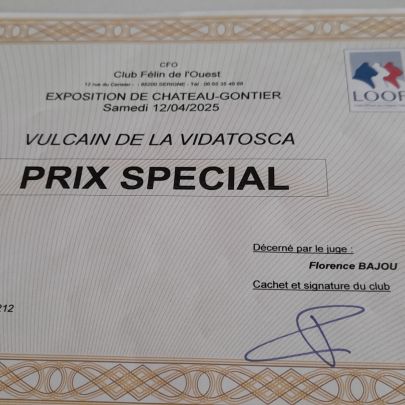 CFO
Club Félin de l'Ouest
EXPOSITION DE CHATEAU-GONTIER
Samedi 12/04/2025
LOOF
VULCAIN DE LA VIDATOSCA
PRIX SPECIAL
Décerné par le juge :
Florence BAJOU
Cachet et signature du club
212